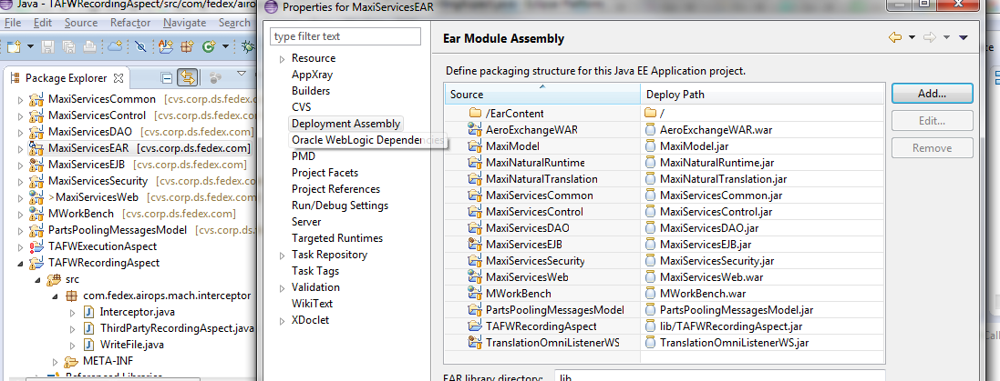 Java - TAFWRecordingAspect/src/com/fedex/airop
File Edit Source Refactor Navigate Search
Package Explorer
MaxiServicesCommon [cvs.corp.ds.fedex.com]
MaxiServicesControl [cvs.corp.ds.fedex.com]
MaxiServicesDAO [cvs.corp.ds.fedex.com]
MaxiServicesEAR [cvs.corp.ds.fedex.com]
MaxiServicesEJB [cvs.corp.ds.fedex.com]
MaxiServicesSecurity [cvs.corp.ds.fedex.com]
>MaxiServicesWeb [cvs.corp.ds.fedex.com]
MWorkBench [cvs.corp.ds.fedex.com]
PartsPoolingMessagesModel [cvs.corp.ds.fedex.com]
TAFWExecutionAspect
TAFWRecordingAspect
src
com.fedex.airops.mach.interceptor
Interceptor.java
ThirdPartyRecordingAspect.java
WriteFile.java
META-INF
Referenced Libraries
Properties for MaxiServicesEAR
type filter text
Resource
AppXray
Builders
CVS
Deployment Assembly
Oracle WebLogic Dependencies
PMD
Project Facets
Project References
Run/Debug Settings
Server
Targeted Runtimes
Task Repository
Task Tags
Validation
WikiText
XDoclet
Ear Module Assembly
Define packaging structure for this Java EE Application project.
Source Deploy Path
/EarContent /
AeroExchangeWAR AeroExchangeWAR.war
MaxiModel MaxiModel.jar
MaxiNaturalRuntime MaxiNaturalRuntime.jar
MaxiNaturalTranslation MaxiNaturalTranslation.jar
MaxiServicesCommon MaxiServicesCommon.jar
MaxiServicesControl MaxiServicesControl.jar
MaxiServicesDAO MaxiServicesDAO.jar
MaxiServicesEJB MaxiServicesEJB.jar
MaxiServicesSecurity MaxiServicesSecurity.jar
MaxiServicesWeb MaxiServicesWeb.war
MWorkBench MWorkBench.war
PartsPoolingMessagesModel PartsPoolingMessagesModel.jar
TAFWRecordingAspect lib/TAFWRecordingAspect.jar
TranslationOmniListenerWS TranslationOmniListenerWS.jar
EAR library directory: lib
Add...
Edit...
Remove